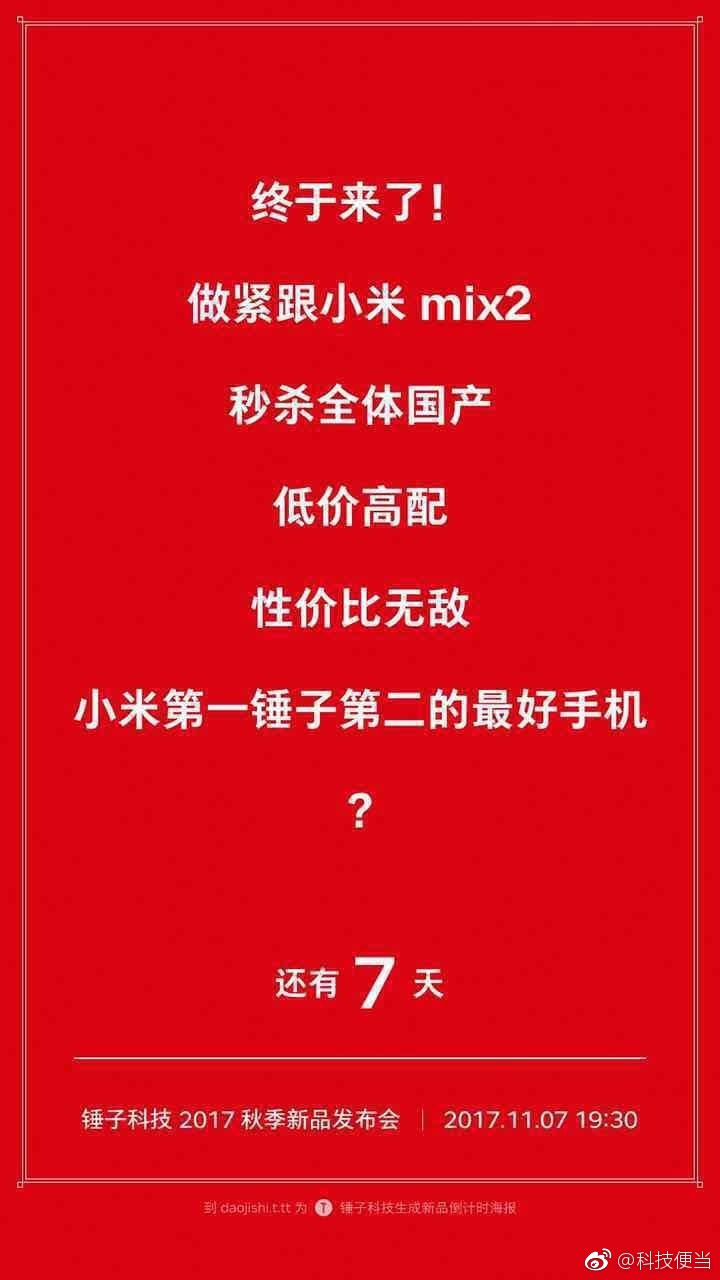 终于来了！
做紧跟小米 mix2
秒杀全体国产
低价高配
性价比无敌
小米第一锤子第二的最好手机
？
还有 7 天
锤子科技 2017 秋季新品发布会 | 2017.11.07 19:30
到 daojishi.t.tt 为 T 锤子科技生成新品倒计时海报
@科技便当